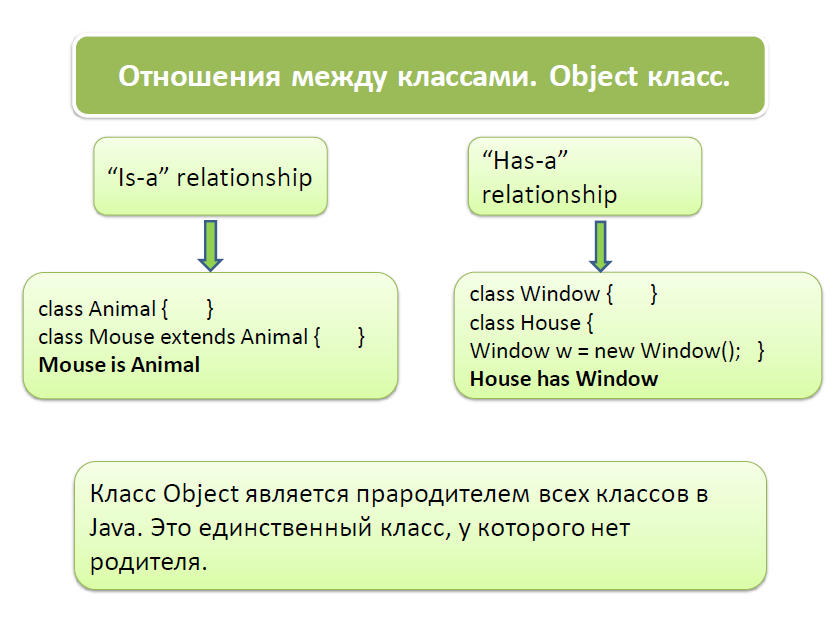 Отношения между классами. Object класс.
“Is-a” relationship
“Has-a”
relationship
class Animal { }
class Mouse extends Animal { }
Mouse is Animal
class Window { }
class House {
Window w = new Window(); }
House has Window
Класс Object является прародителем всех классов в
Java. Это единственный класс, у которого нет
родителя.